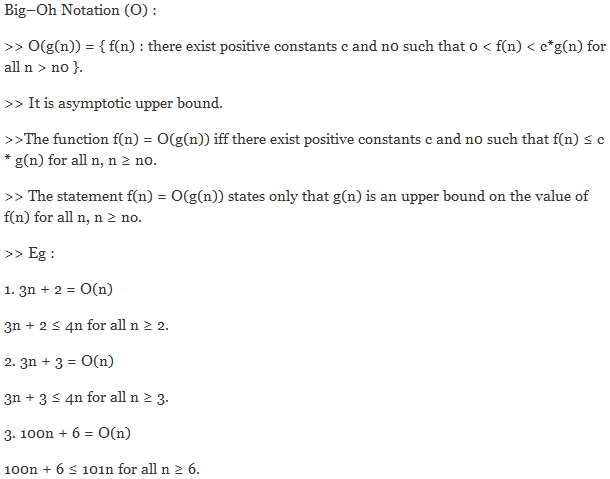 Big–Oh Notation (O) :
>> O(g(n)) = { f(n) : there exist positive constants c and n0 such that 0 < f(n) < c*g(n) for
all n > n0 }.
>> It is asymptotic upper bound.
>>The function f(n) = O(g(n)) iff there exist positive constants c and n0 such that f(n) ≤ c
* g(n) for all n, n ≥ n0.
>> The statement f(n) = O(g(n)) states only that g(n) is an upper bound on the value of
f(n) for all n, n ≥ no.
>> Eg :
1. 3n + 2 = O(n)
3n + 2 ≤ 4n for all n ≥ 2.
2. 3n + 3 = O(n)
3n + 3 ≤ 4n for all n ≥ 3.
3. 100n + 6 = O(n)
100n + 6 ≤ 101n for all n ≥ 6.